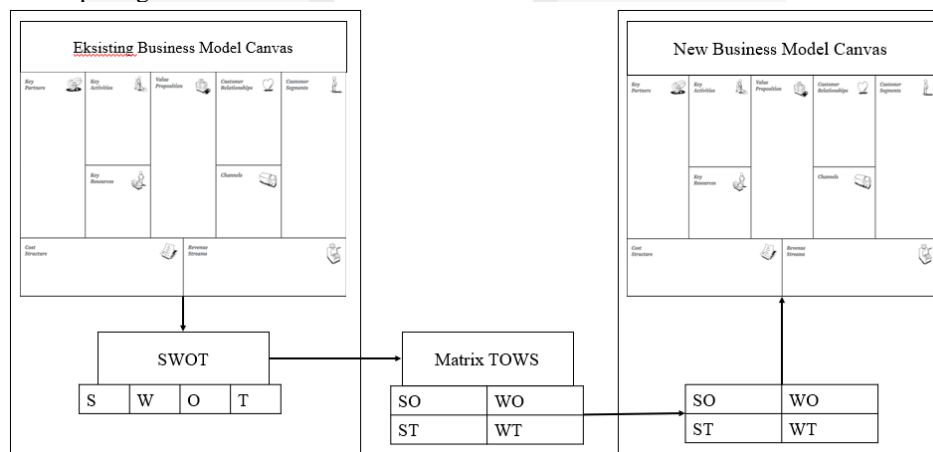 Eksisting Business Model Canvas
Key
Partners
Key
Activities
Value
Proposition
Customer
Relationships
Customer
Segments
Key
Resources
Channels
Cost
Structure
Revenue
Streams
SWOT
S W O T
Matrix TOWS
SO WO
ST WT
New Business Model Canvas
Key
Partners
Key
Activities
Value
Proposition
Customer
Relationships
Customer
Segments
Key
Resources
Channels
Cost
Structure
Revenue
Streams
SO WO
ST WT